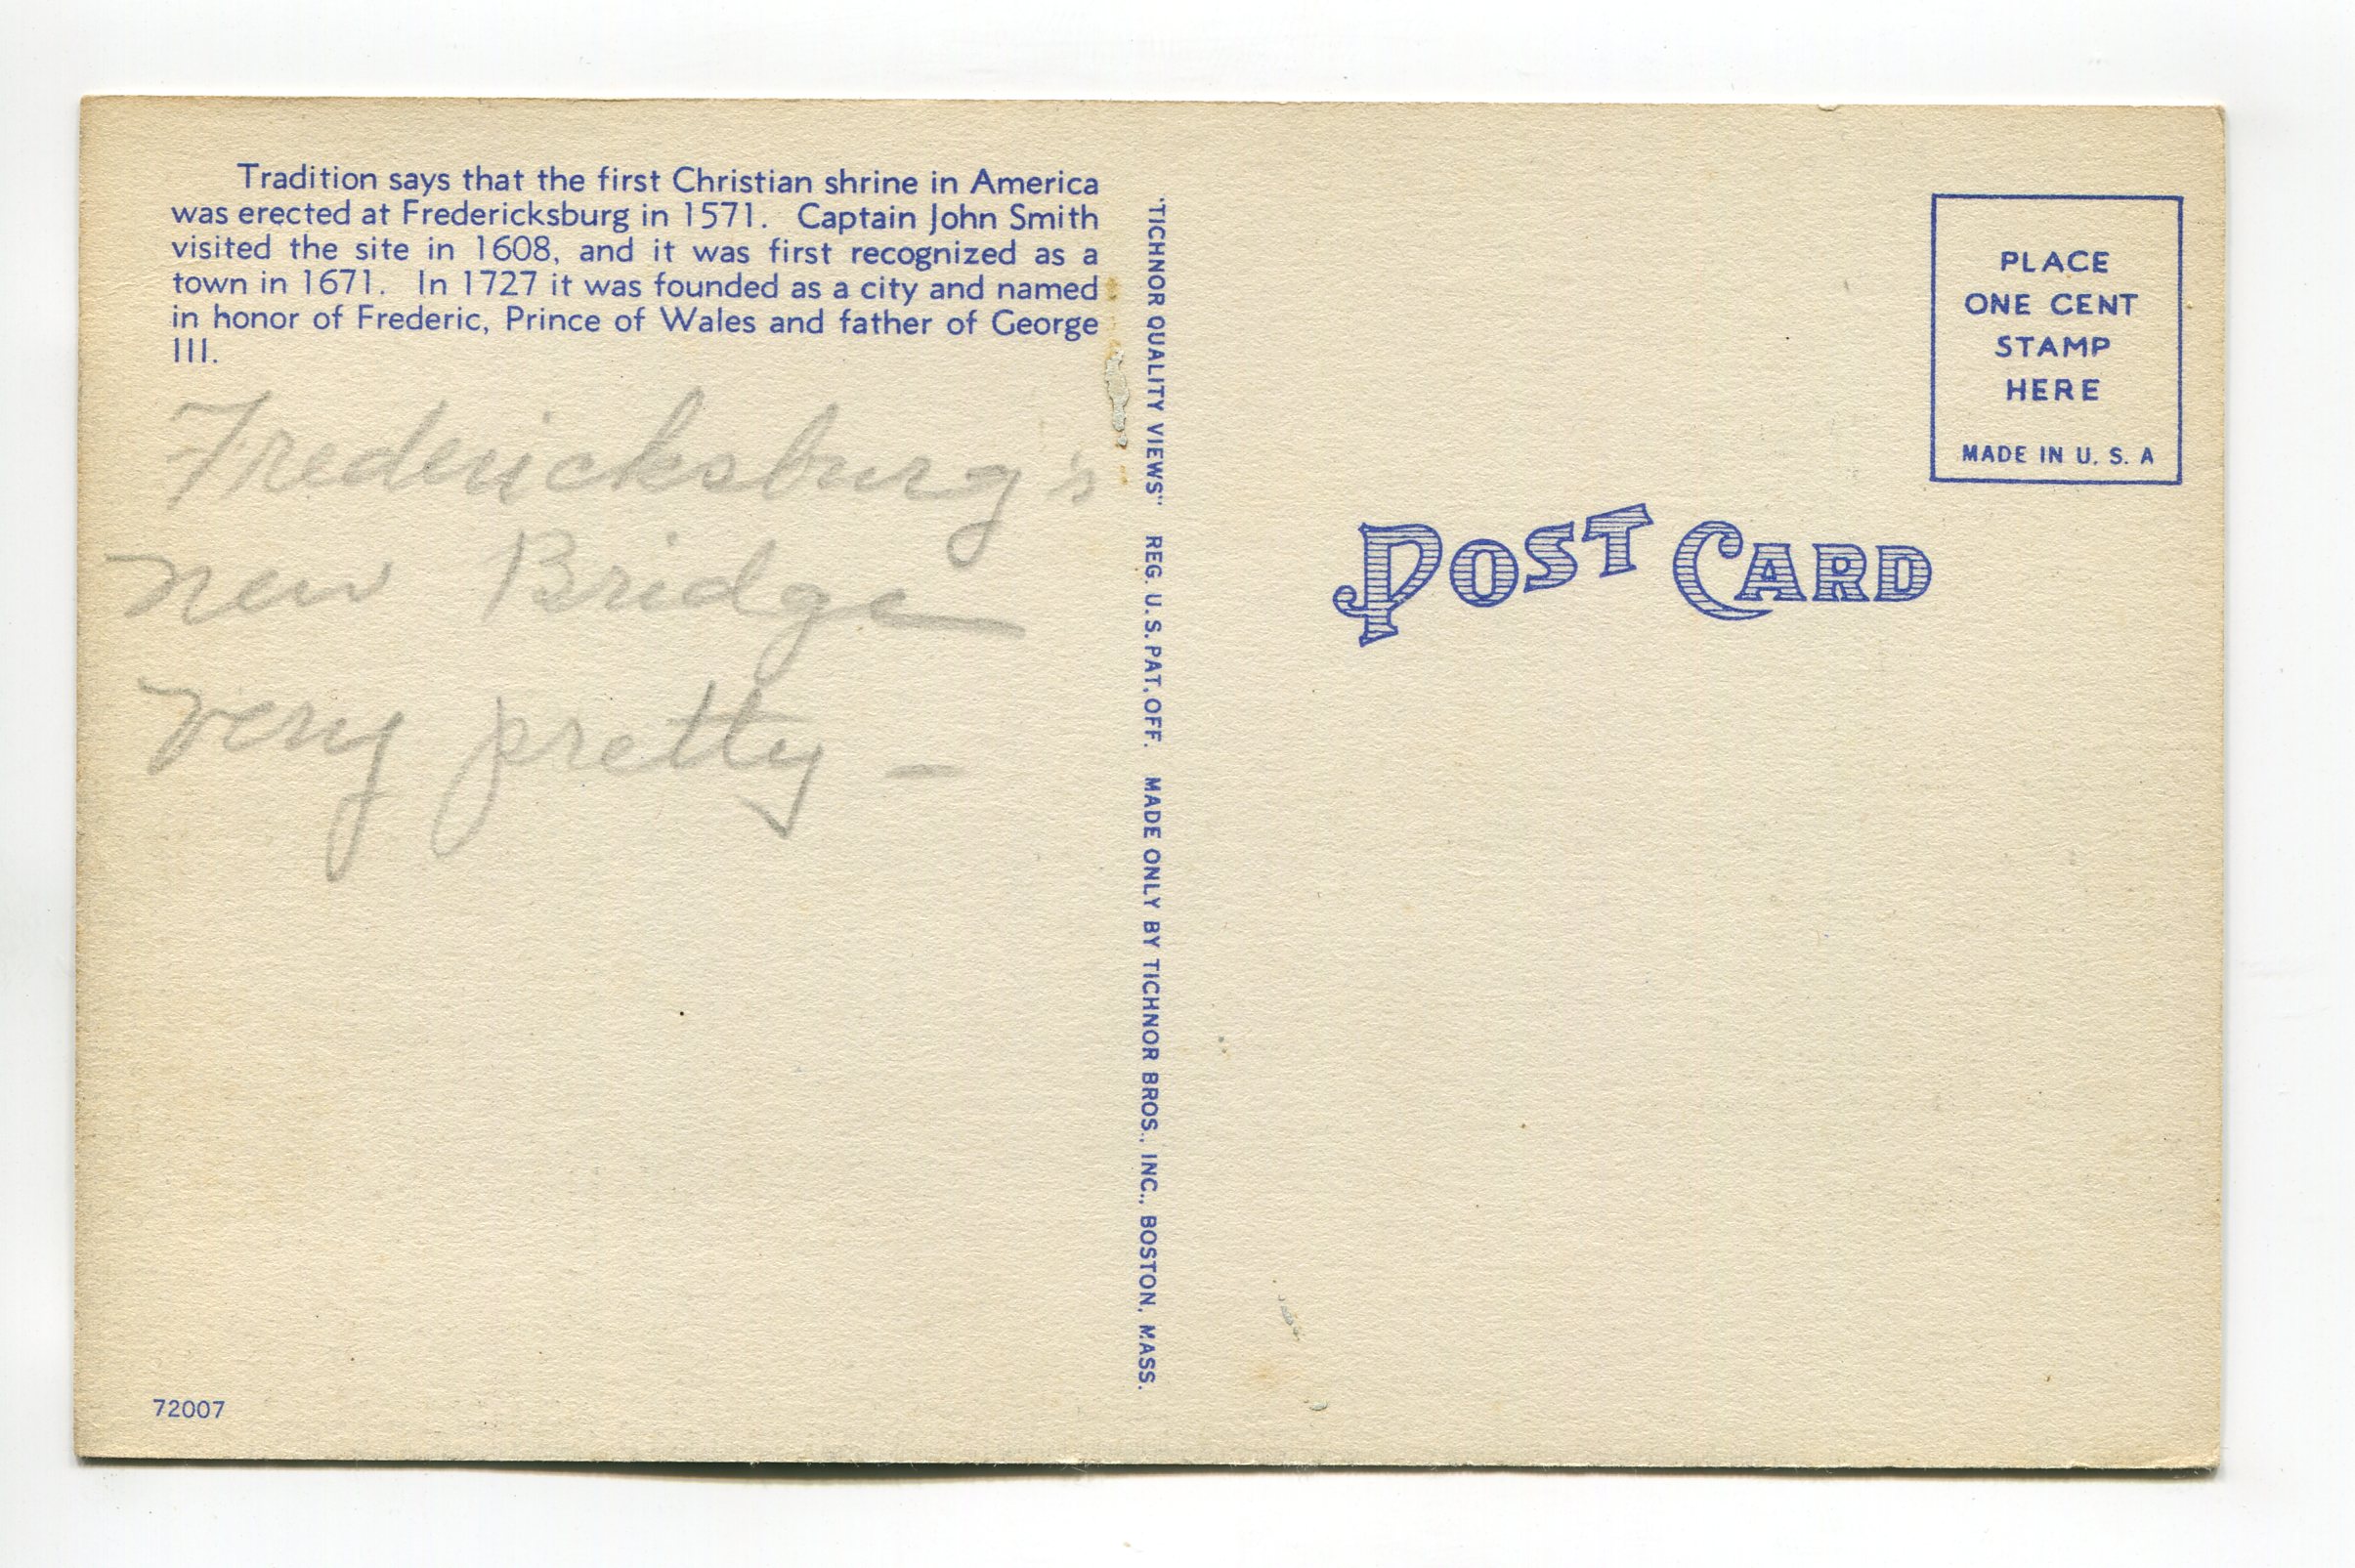 Tradition says that the first Christian shrine in America
was erected at Fredericksburg in 1571. Captain John Smith
visited the site in 1608, and it was first recognized as a
town in 1671. In 1727 it was founded as a city and named
in honor of Frederic, Prince of Wales and father of George
III.
Fredericksburg's
new Bridge
very pretty —
72007
"TICHNOR QUALITY VIEWS" REG. U.S. PAT. OFF. MADE ONLY BY TICHNOR BROS., INC., BOSTON, MASS.
PLACE
ONE CENT
STAMP
HERE
MADE IN U. S. A
POST CARD